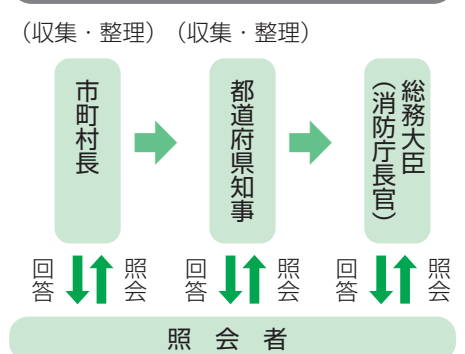 （収集・整理）（収集・整理）
市町村長
都道府県知事
総務大臣
（消防庁長官）
回答
照会
回答
照会
回答
照会
照会者